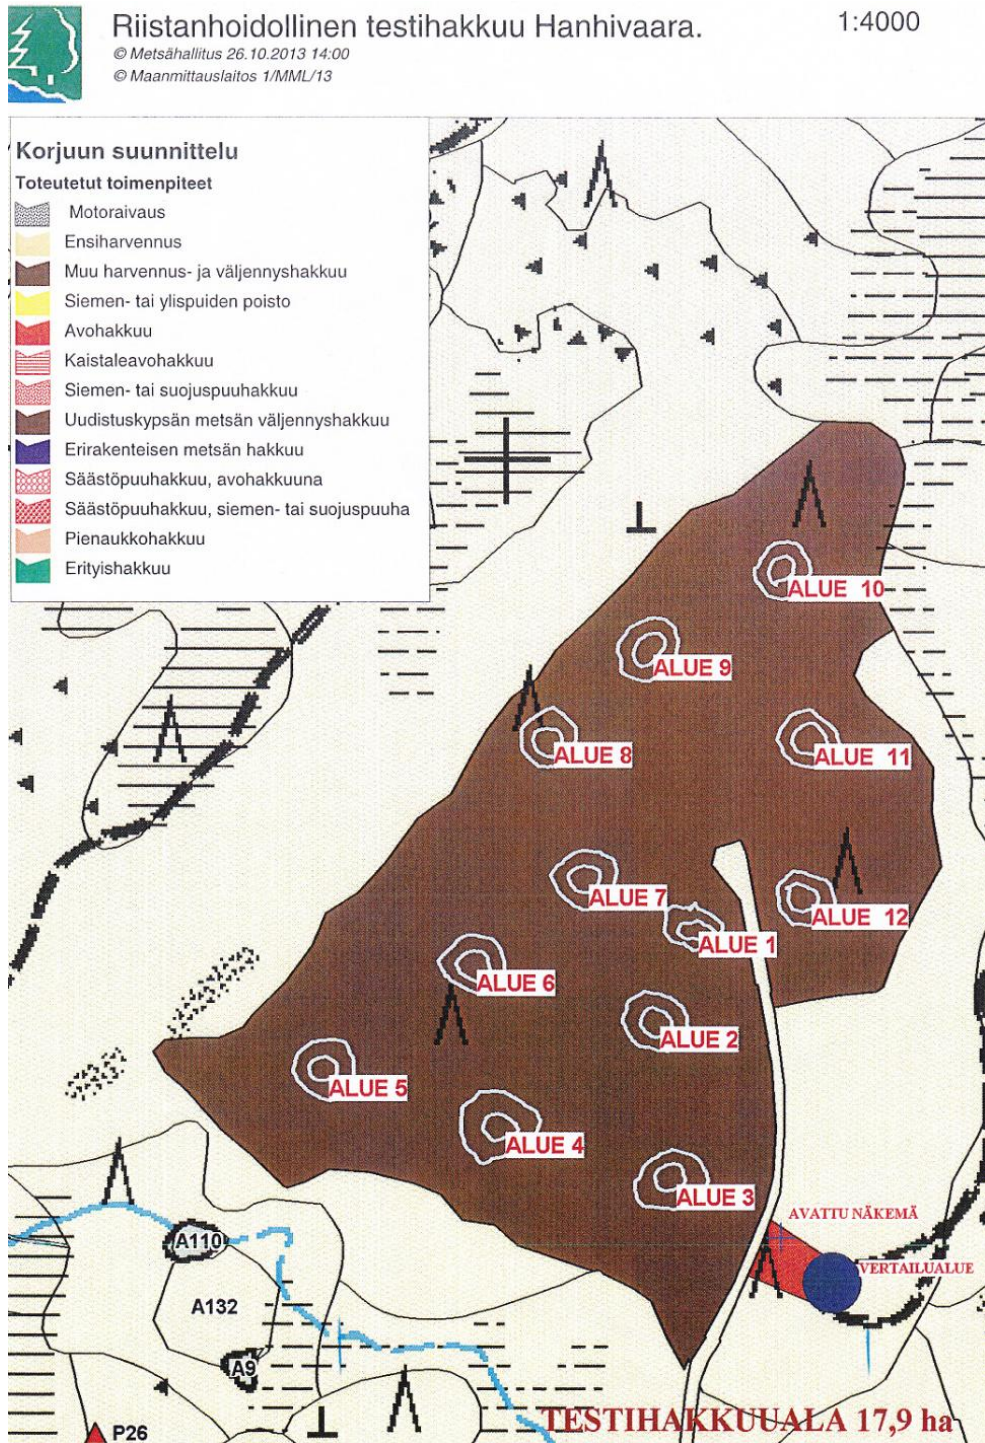 Riistanhoidollinen testihakkuu Hanhivaara.
1:4000
© Metsähallitus 26.10.2013 14:00
© Maanmittauslaitos 1/MML/13
Korjuun suunnittelu
Toteutetut toimenpiteet
Motoraivaus
Ensiharvennus
Muu harvennus- ja väljennyshakkuu
Siemen- tai ylispuiden poisto
Avohakkuu
Kaistaleavohakkuu
Siemen- tai suojuspuuhakkuu
Uudistuskypsän metsän väljennyshakkuu
Erirakenteisen metsän hakkuu
Säästöpuuhakkuu, avohakkuuna
Säästöpuuhakkuu, siemen- tai suojuspuuha
Pienaukkohakkuu
Erityishakkuu
ALUE 10
ALUE 9
ALUE 8
ALUE 11
ALUE 7
ALUE 12
ALUE 1
ALUE 6
ALUE 2
ALUE 5
ALUE 4
ALUE 3
AVATTU NÄKEMÄ
A110
VERTAILUALUE
A132
A9
TESTIHAKKUUALA 17,9 ha
P26